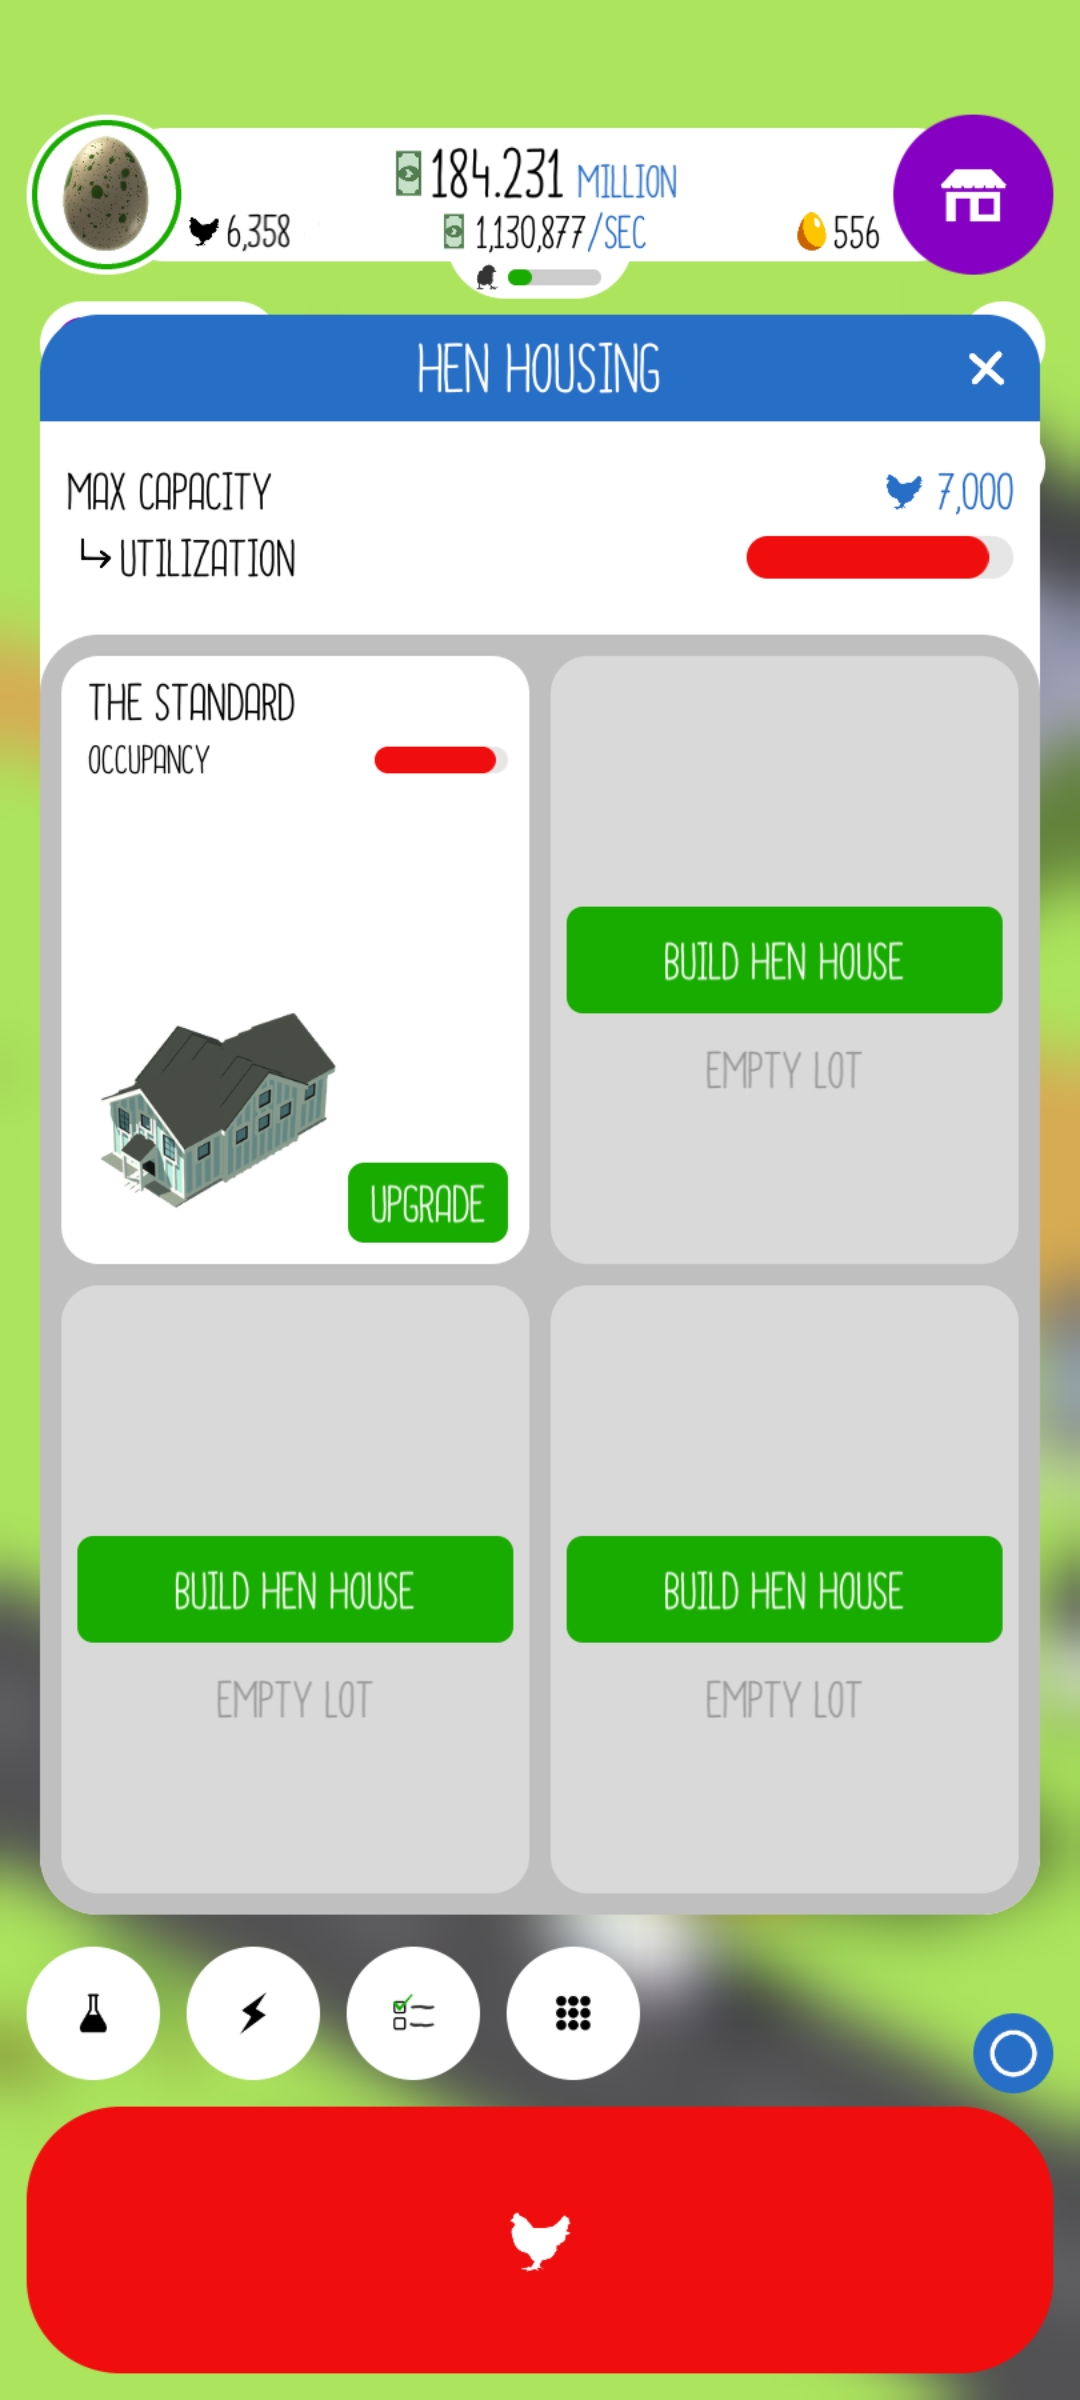 184.231 MILLION
6,358
1,130,877/SEC
556
HEN HOUSING
MAX CAPACITY
7,000
UTILIZATION
THE STANDARD
OCCUPANCY
UPGRADE
BUILD HEN HOUSE
EMPTY LOT
BUILD HEN HOUSE
EMPTY LOT
BUILD HEN HOUSE
EMPTY LOT